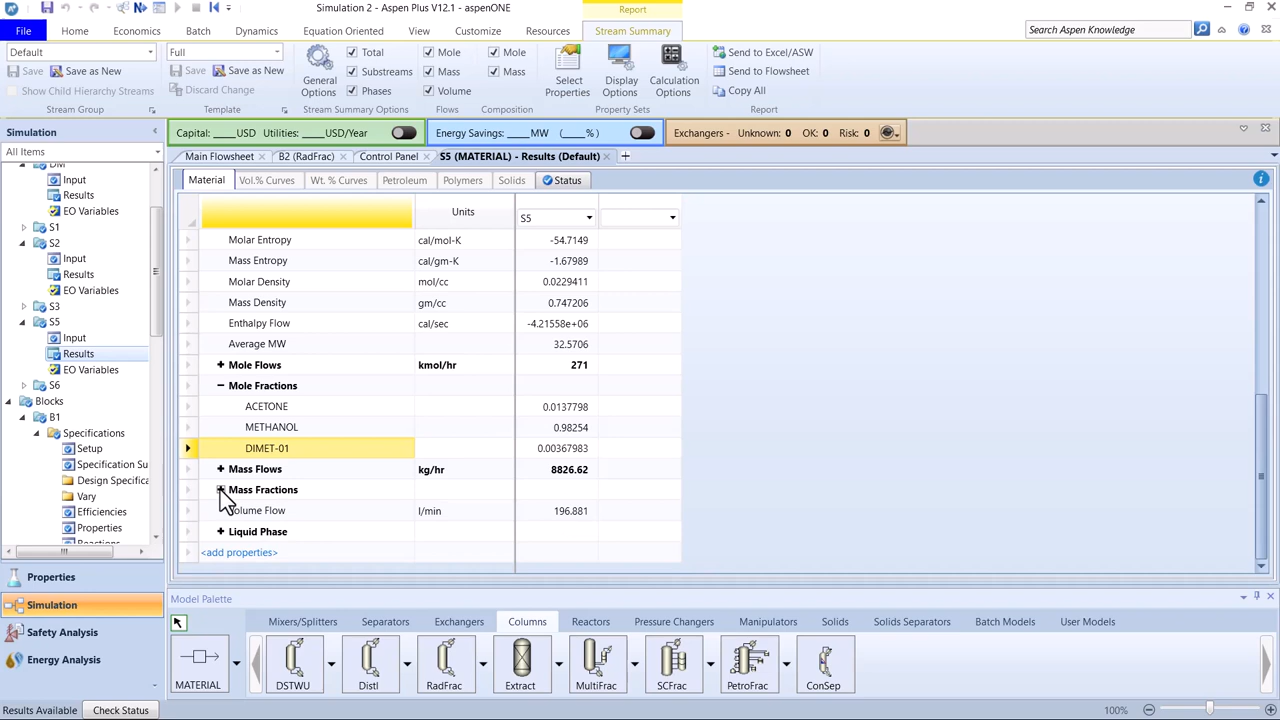 Simulation 2 - Aspen Plus V12.1 - aspenONE
Report
File Home Economics Batch Dynamics Equation Oriented View Customize Resources Stream Summary
Search Aspen Knowledge
Default
Save Save as New
Show Child Hierarchy Streams
Stream Group
Full
Save Save as New
Discard Change
Template
General Options
Total
Substreams
Phases
Stream Summary Options
Mole
Mass
Volume
Flows
Mole
Mass
Composition
Select Properties
Display Options
Calculation Options
Property Sets
Send to Excel/ASW
Send to Flowsheet
Copy All
Report
Capital: _____USD Utilities: _____USD/Year
Energy Savings: _____MW (____%)
Exchangers - Unknown: 0 OK: 0 Risk: 0
Simulation
All Items
DM
Input
Results
EO Variables
S1
S2
Input
Results
EO Variables
S3
S5
Input
Results
EO Variables
S6
Blocks
B1
Specifications
Setup
Specification Su
Design Specifica
Vary
Efficiencies
Properties
Properties
Simulation
Safety Analysis
Energy Analysis
Main Flowsheet B2 (RadFrac) Control Panel S5 (MATERIAL) - Results (Default)
Material Vol.% Curves Wt. % Curves Petroleum Polymers Solids Status
Units S5
Molar Entropy cal/mol-K -54.7149
Mass Entropy cal/gm-K -1.67989
Molar Density mol/cc 0.0229411
Mass Density gm/cc 0.747206
Enthalpy Flow cal/sec -4.21558e+06
Average MW 32.5706
+ Mole Flows kmol/hr 271
− Mole Fractions
ACETONE 0.0137798
METHANOL 0.98254
DIMET-01 0.00367983
+ Mass Flows kg/hr 8826.62
Mass Fractions
olume Flow l/min 196.881
+ Liquid Phase
<add properties>
Model Palette
Mixers/Splitters Separators Exchangers Columns Reactors Pressure Changers Manipulators Solids Solids Separators Batch Models User Models
MATERIAL DSTWU Distl RadFrac Extract MultiFrac SCFrac PetroFrac ConSep
Results Available Check Status 100%